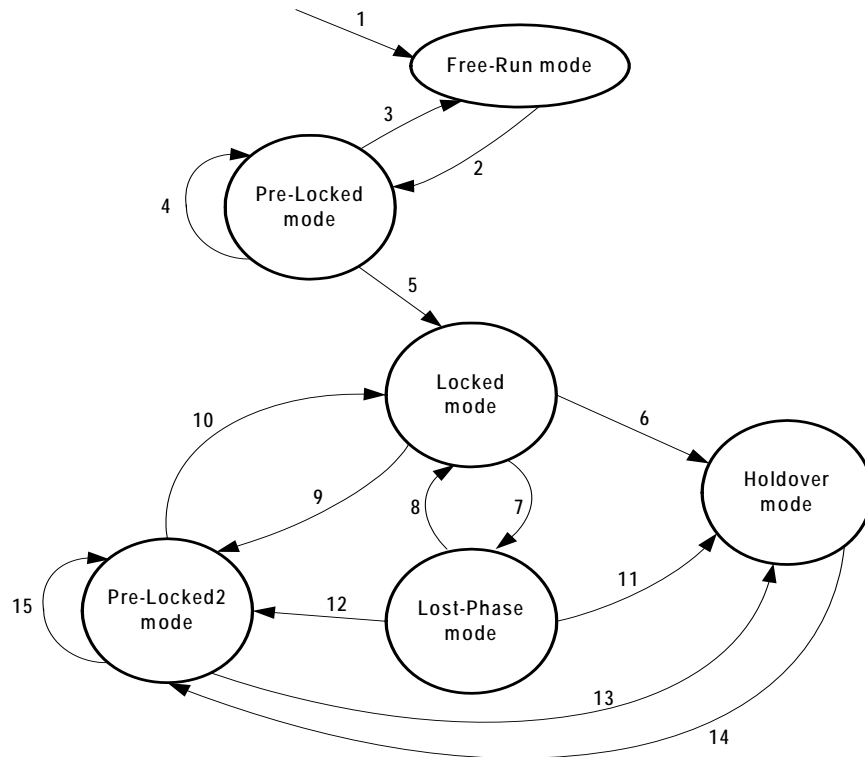 1
Free-Run mode
3
2
Pre-Locked
mode
4
5
Locked
mode
10
6
Holdover
mode
9
8
7
Pre-Locked2
mode
15
12
Lost-Phase
mode
11
13
14